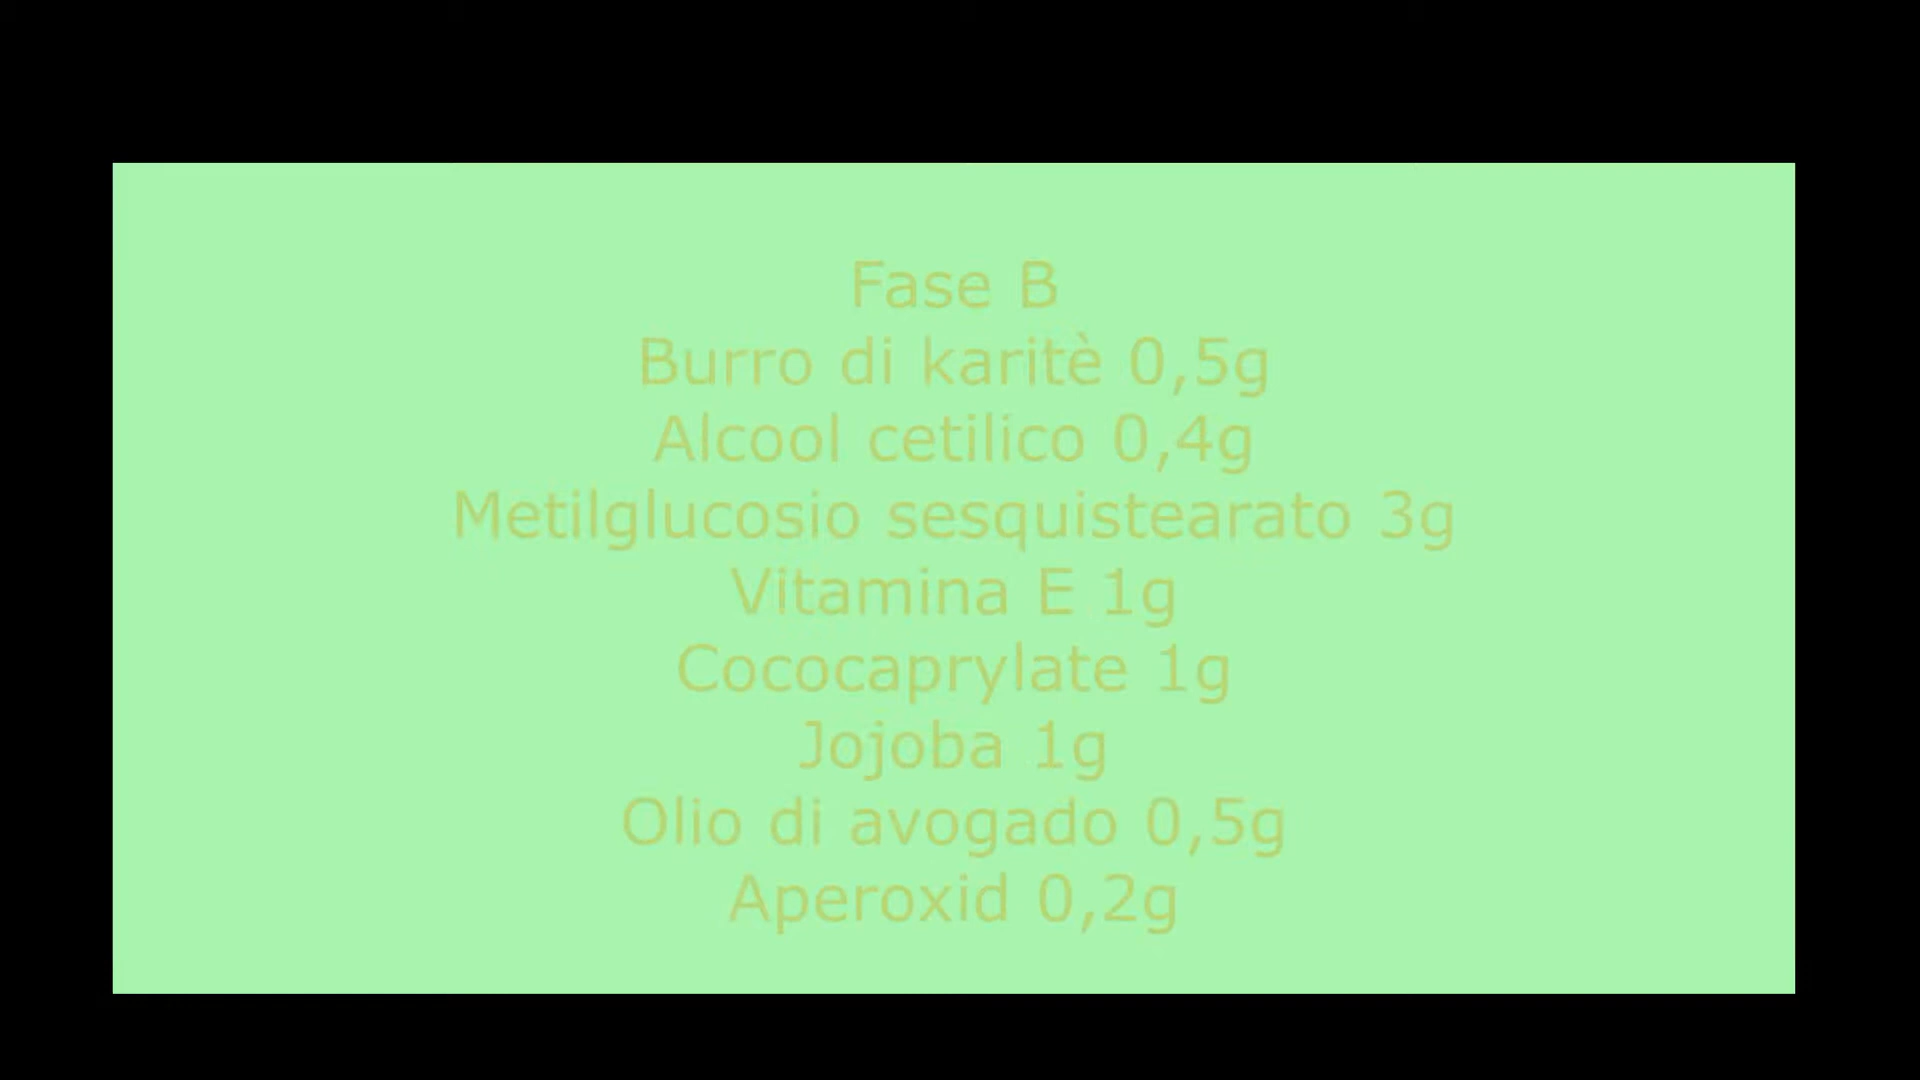 Fase B
Burro di karitè 0,5g
Alcool cetilico 0,4g
Metilglucosio sesquistearato 3g
Vitamina E 1g
Cococaprylate 1g
Jojoba 1g
Olio di avogado 0,5g
Aperoxid 0,2g